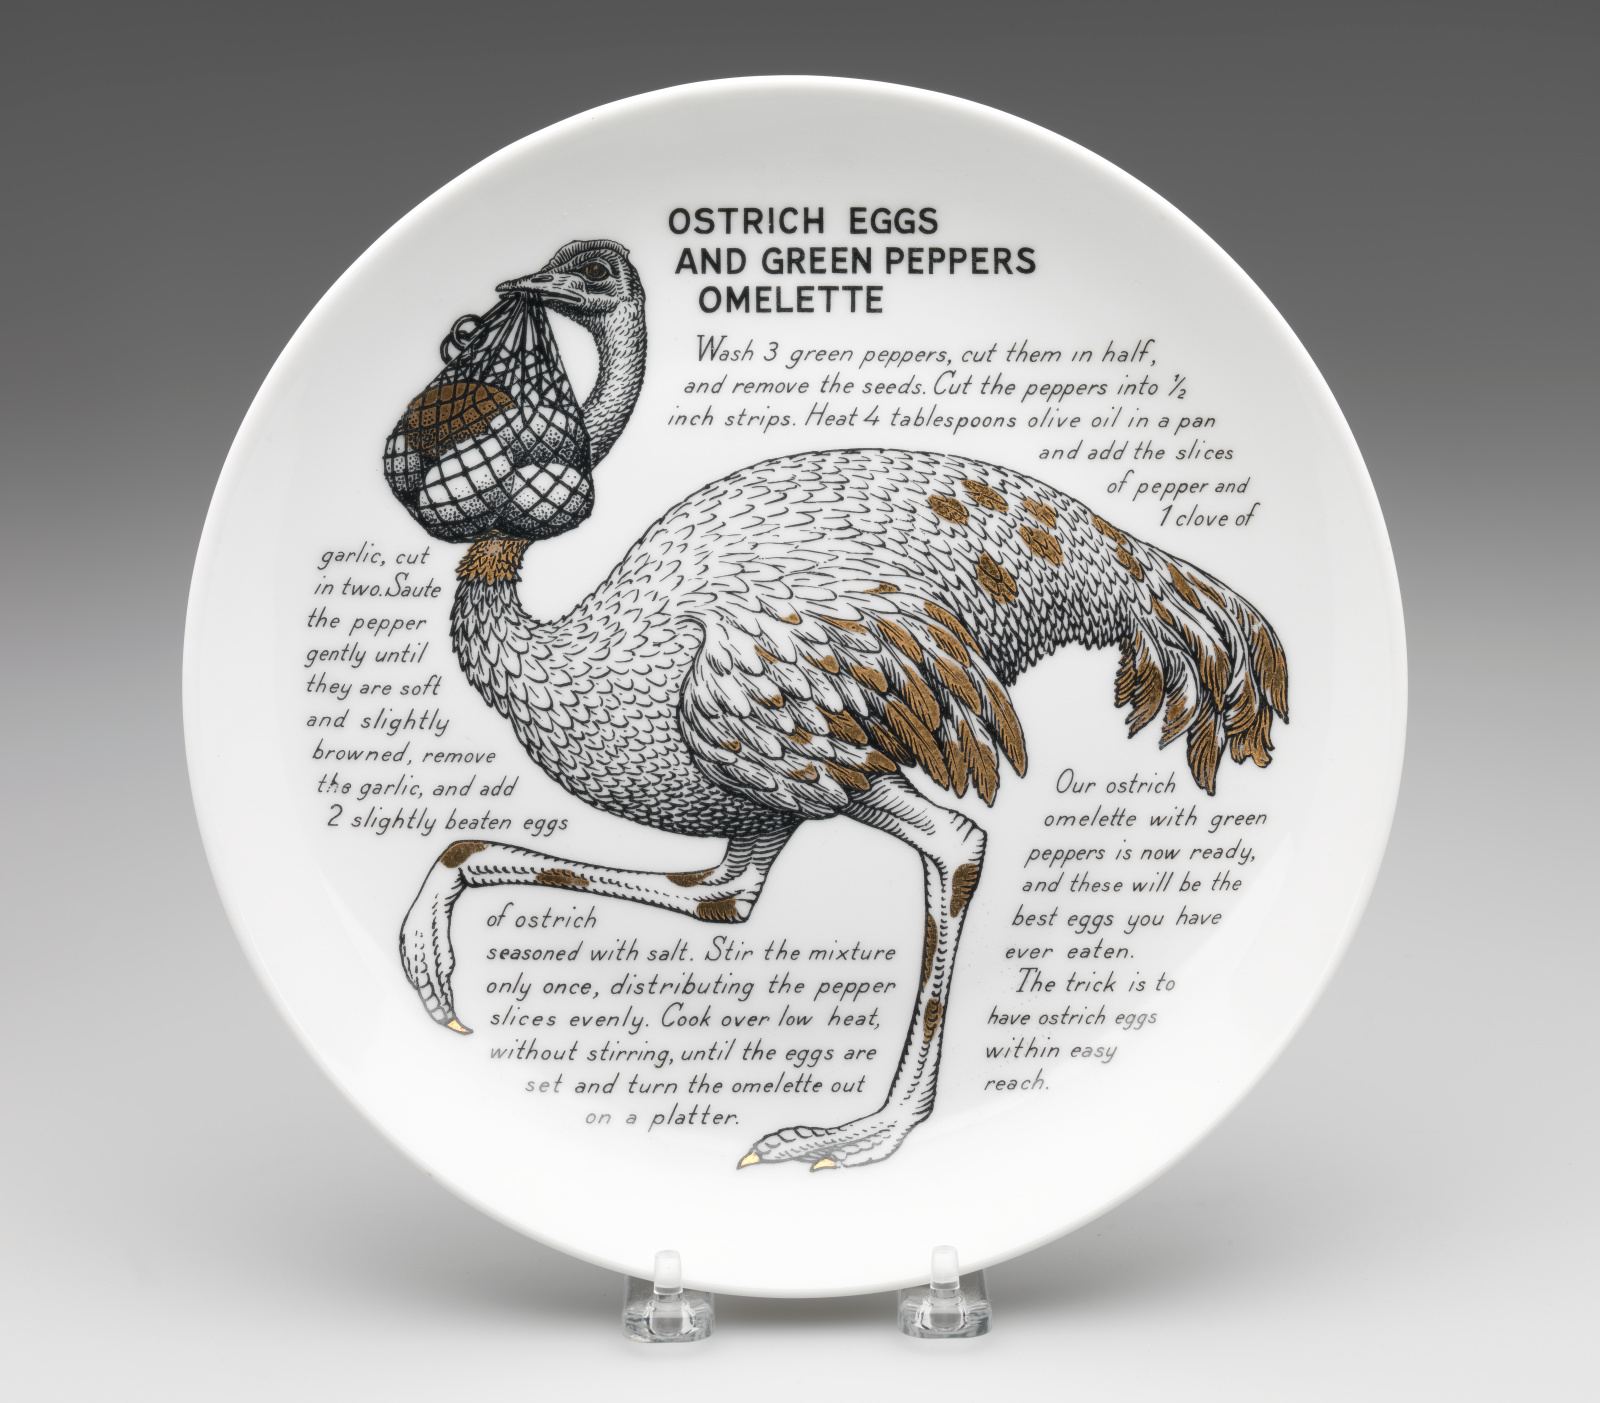 OSTRICH EGGS
AND GREEN PEPPERS
OMELETTE
Wash 3 green peppers, cut them in half,
and remove the seeds. Cut the peppers into ½
inch strips. Heat 4 tablespoons olive oil in a pan
and add the slices
of pepper and
1 clove of
garlic, cut
in two. Saute
the pepper
gently until
they are soft
and slightly
browned, remove
the garlic, and add
2 slightly beaten eggs
of ostrich
seasoned with salt. Stir the mixture
only once, distributing the pepper
slices evenly. Cook over low heat,
without stirring, until the eggs are
set and turn the omelette out
on a platter.
Our ostrich
omelette with green
peppers is now ready,
and these will be the
best eggs you have
ever eaten.
The trick is to
have ostrich eggs
within easy
reach.